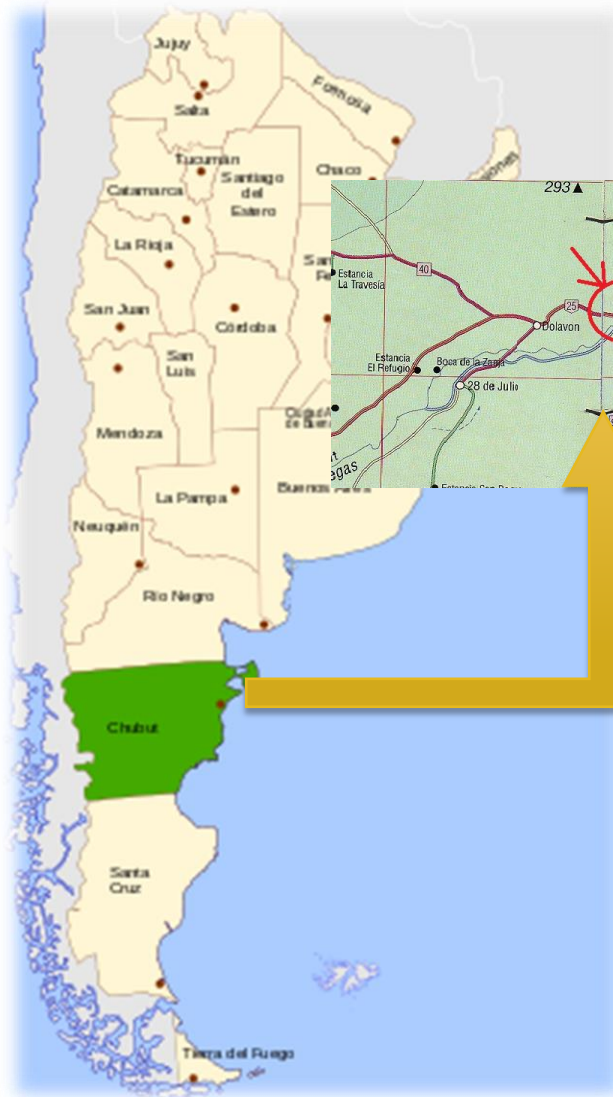 Jujuy
Formosa
Salta
Tucumán
Santiago
del
Estero
Chaco
Catamarca
293
La Rioja
40
Estancia
La Travesía
25
San Juan
Córdoba
Dolavon
San
Luis
Estancia
El Refugio
Boca de la Zanja
28 de Julio
Mendoza
La Pampa
Buenos Aires
Neuquén
Río Negro
Chubut
Santa
Cruz
Tierra del Fuego